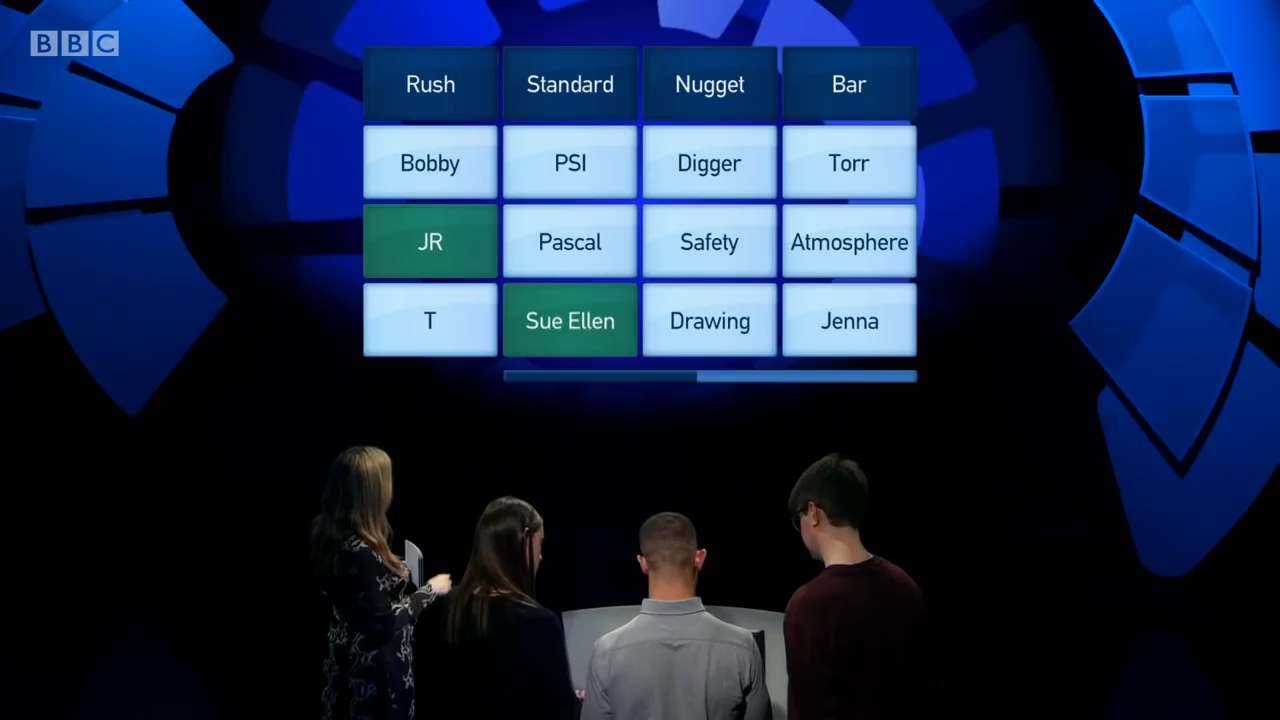 BBC
Rush Standard Nugget Bar
Bobby PSI Digger Torr
JR Pascal Safety Atmosphere
T Sue Ellen Drawing Jenna